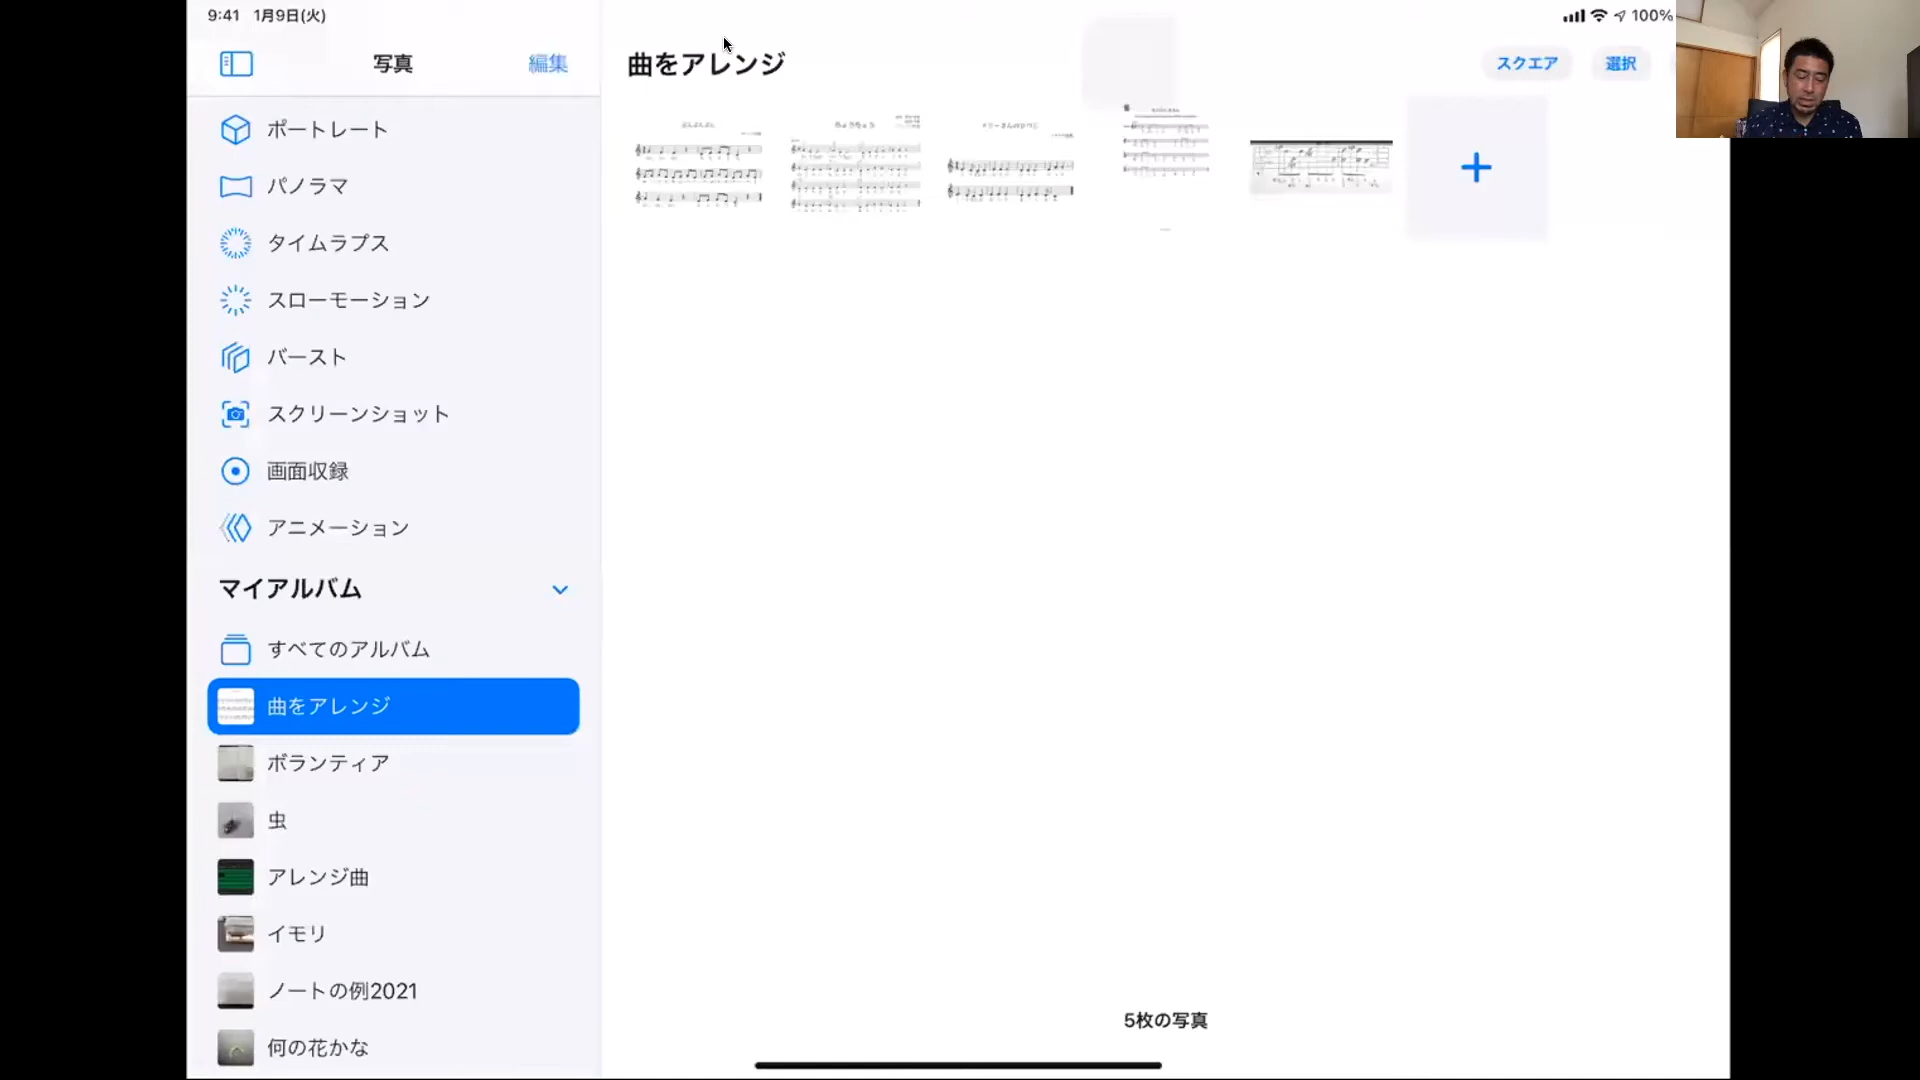 9:41 1月9日(火)
100%
写真
編集
曲をアレンジ
スクエア
選択
ポートレート
パノラマ
タイムラプス
スローモーション
バースト
スクリーンショット
画面収録
アニメーション
マイアルバム
すべてのアルバム
曲をアレンジ
ボランティア
虫
アレンジ曲
イモリ
ノートの例2021
何の花かな
5枚の写真